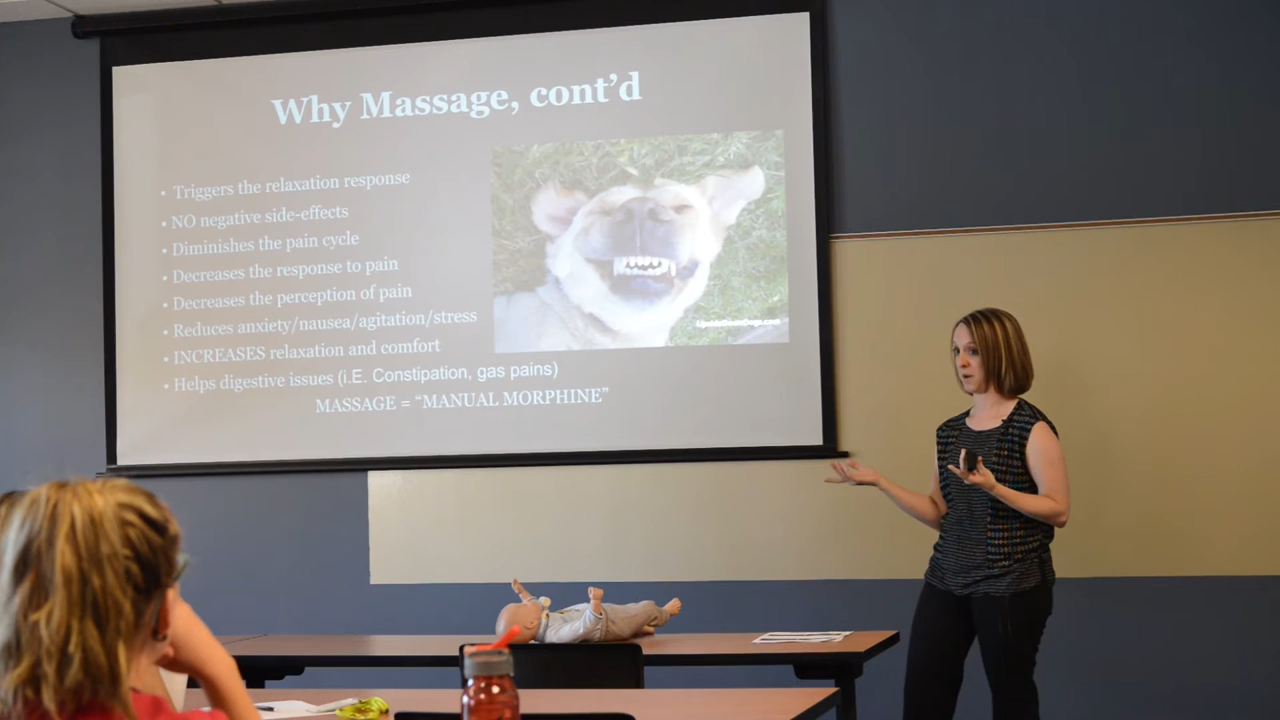 Why Massage, cont'd
• Triggers the relaxation response
• NO negative side-effects
• Diminishes the pain cycle
• Decreases the response to pain
• Decreases the perception of pain
• Reduces anxiety/nausea/agitation/stress
• INCREASES relaxation and comfort
• Helps digestive issues (i.E. Constipation, gas pains)
MASSAGE = “MANUAL MORPHINE”